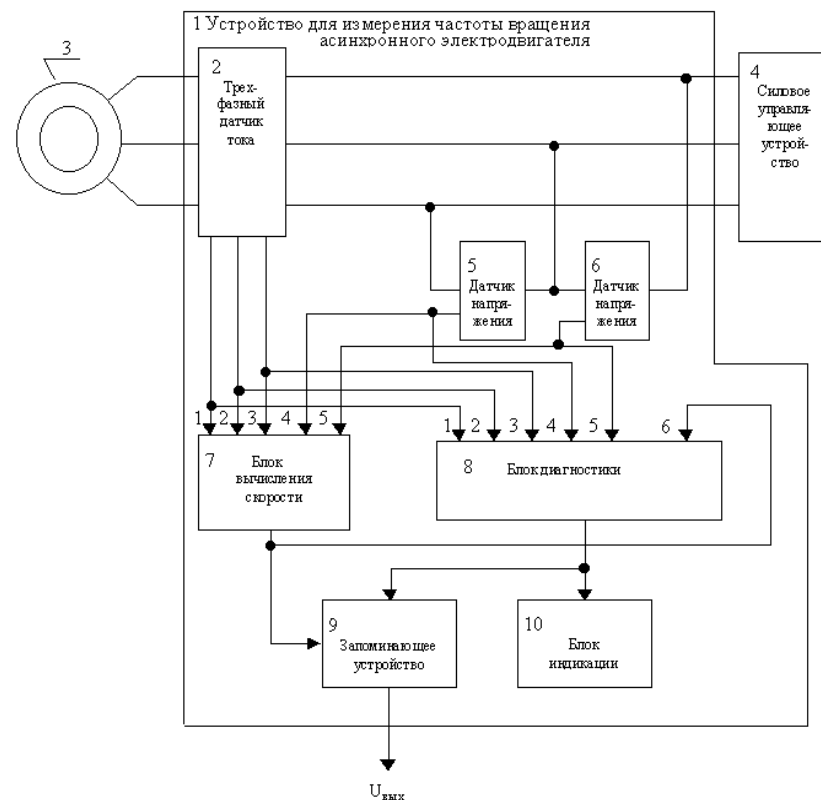 1 Устройство для измерения частоты вращения
асинхронного электродвигателя
3
2
Трех-
фазный
датчик
тока
4
Силовое
управля-
ющее
устрой-
ство
5
Датчик
напря-
жения
6
Датчик
напря-
жения
1 2 3 4 5
1 2 3 4 5 6
7
Блок
вычисления
скорости
8 Блок диагностики
9
Запоминающее
устройство
10
Блок
индикации
Uвых